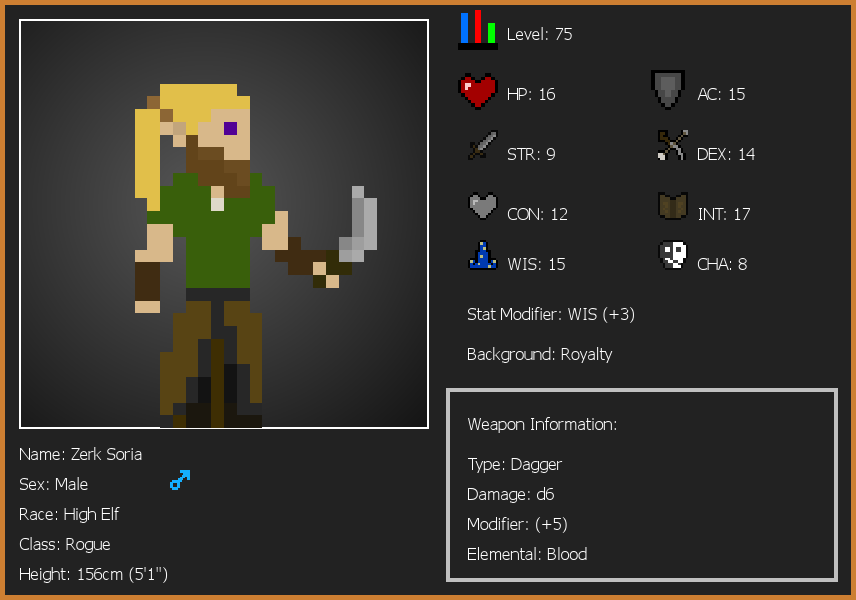 Level: 75
HP: 16
AC: 15
STR: 9
DEX: 14
CON: 12
INT: 17
WIS: 15
CHA: 8
Stat Modifier: WIS (+3)
Background: Royalty
Weapon Information:
Type: Dagger
Damage: d6
Modifier: (+5)
Elemental: Blood
Name: Zerk Soria
Sex: Male
Race: High Elf
Class: Rogue
Height: 156cm (5'1")